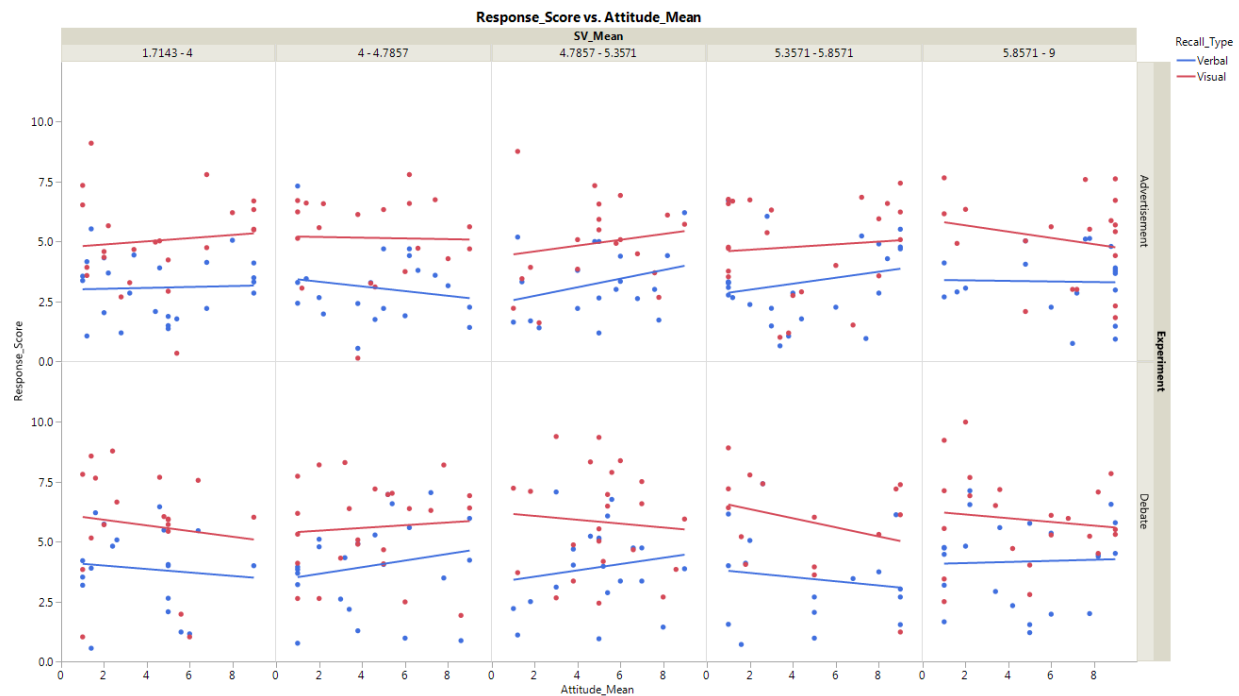 Response_Score vs. Attitude_Mean
SV_Mean
1.7143 - 4 4 - 4.7857 4.7857 - 5.3571 5.3571 - 5.8571 5.8571 - 9
Recall_Type
Verbal
Visual
10.0
7.5
5.0
2.5
0.0
Advertisement
Response_Score
Experiment
10.0
7.5
5.0
2.5
0.0
Debate
0 2 4 6 8 0 2 4 6 8 0 2 4 6 8 0 2 4 6 8 0 2 4 6 8
Attitude_Mean